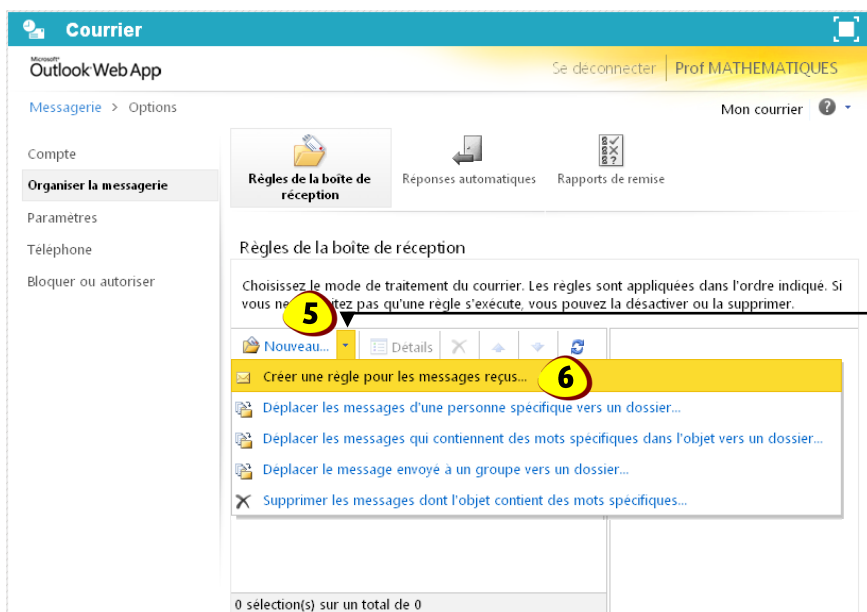 Courrier
Microsoft
Outlook Web App
Se déconnecter Prof MATHEMATIQUES
Messagerie > Options
Mon courrier ?
Compte
Organiser la messagerie
Paramètres
Téléphone
Bloquer ou autoriser
Règles de la boîte de réception
Réponses automatiques
Rapports de remise
Règles de la boîte de réception
Choisissez le mode de traitement du courrier. Les règles sont appliquées dans l'ordre indiqué. Si
vous ne itez pas qu'une règle s'exécute, vous pouvez la désactiver ou la supprimer.
5
Nouveau... Détails
Créer une règle pour les messages reçus... 6
Déplacer les messages d'une personne spécifique vers un dossier...
Déplacer les messages qui contiennent des mots spécifiques dans l'objet vers un dossier...
Déplacer le message envoyé à un groupe vers un dossier...
Supprimer les messages dont l'objet contient des mots spécifiques...
0 sélection(s) sur un total de 0